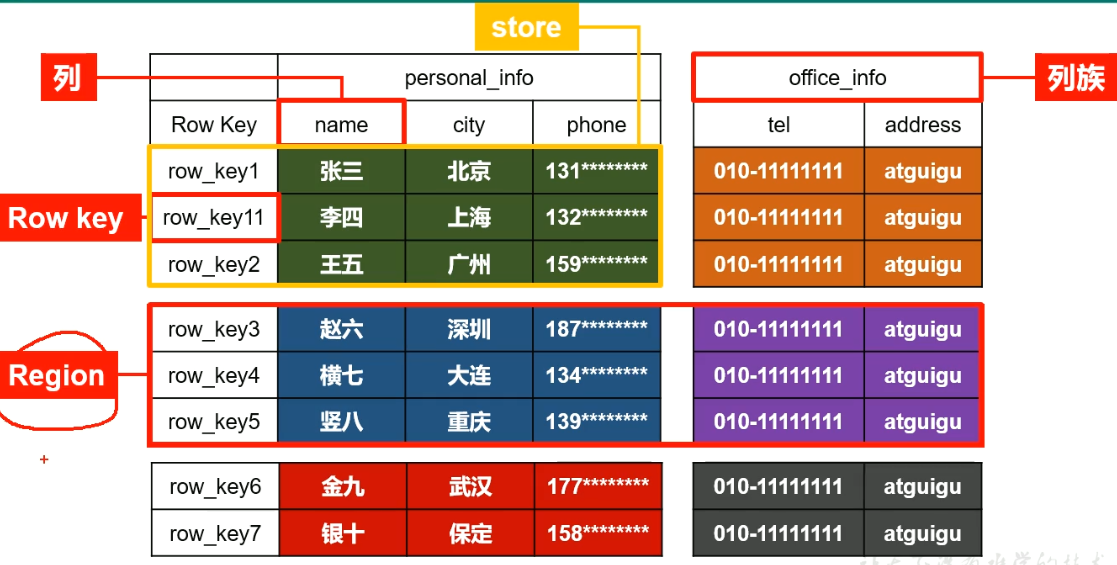 store
列
personal_info
office_info
列族
Row Key
name
city
phone
tel
address
row_key1
张三
北京
131********
010-11111111
atguigu
Row key
row_key11
李四
上海
132********
010-11111111
atguigu
row_key2
王五
广州
159********
010-11111111
atguigu
row_key3
赵六
深圳
187********
010-11111111
atguigu
Region
row_key4
横七
大连
134********
010-11111111
atguigu
row_key5
竖八
重庆
139********
010-11111111
atguigu
row_key6
金九
武汉
177********
010-11111111
atguigu
row_key7
银十
保定
158********
010-11111111
atguigu